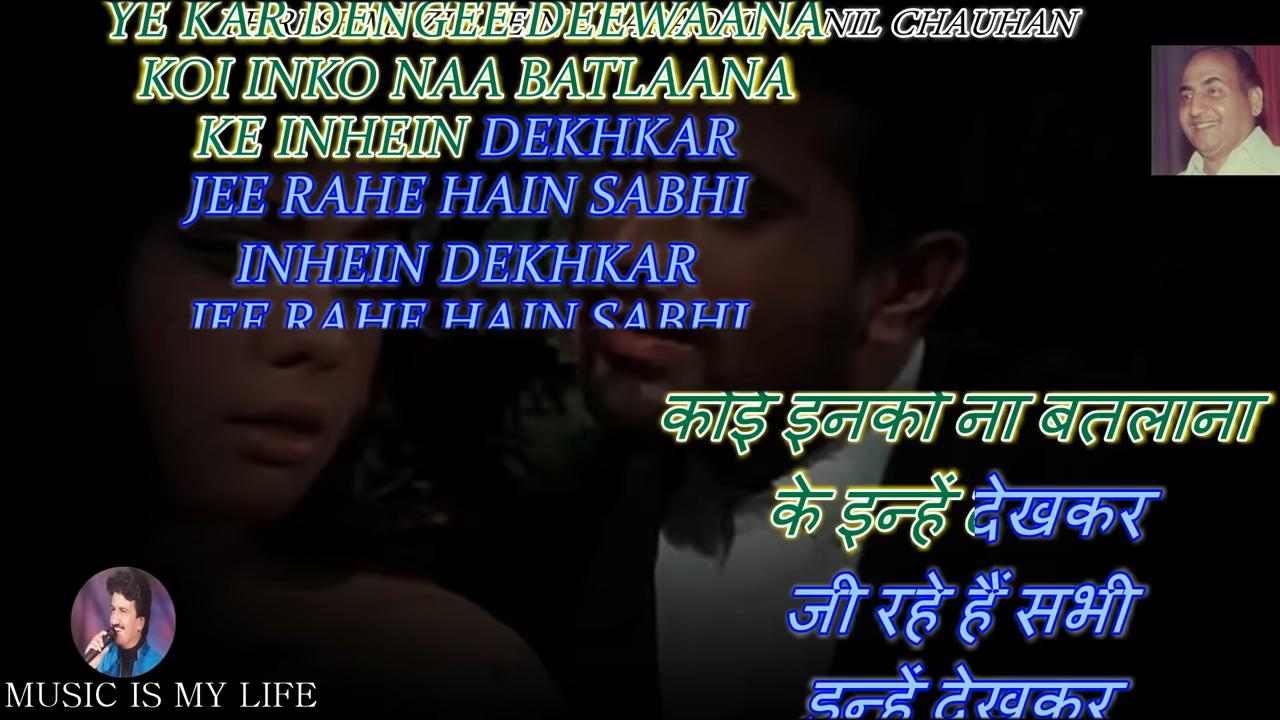 YE KAR DENGEE DEEWAANA
NIL CHAUHAN
KOI INKO NAA BATLAANA
KE INHEIN DEKHKAR
JEE RAHE HAIN SABHI
INHEIN DEKHKAR
JEE RAHE HAIN SABHI
कोई इनको ना बतलाना
के इन्हें देखकर
जी रहे हैं सभी
इन्हें देखकर
MUSIC IS MY LIFE